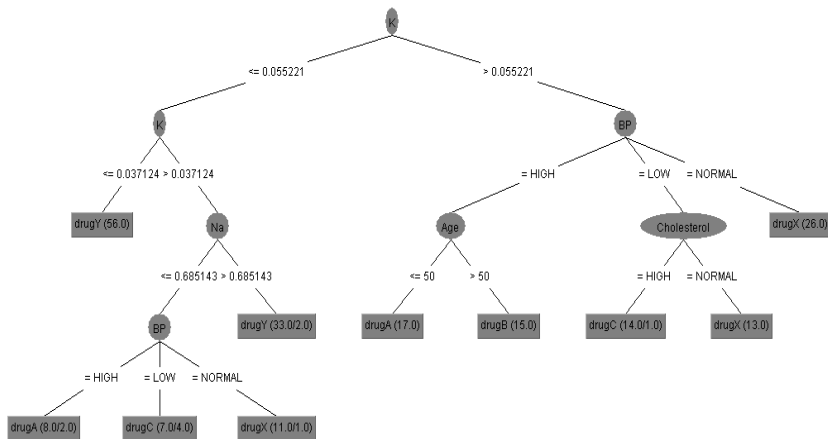 K
<= 0.055221 > 0.055221
K BP
<= 0.037124 > 0.037124 = HIGH = LOW = NORMAL
drugY (56.0) Na Age Cholesterol drugX (26.0)
<= 0.685143 > 0.685143 <= 50 > 50 = HIGH = NORMAL
BP drugY (33.0/2.0) drugA (17.0) drugB (15.0) drugC (14.0/1.0) drugX (13.0)
= HIGH = LOW = NORMAL
drugA (8.0/2.0) drugC (7.0/4.0) drugX (11.0/1.0)